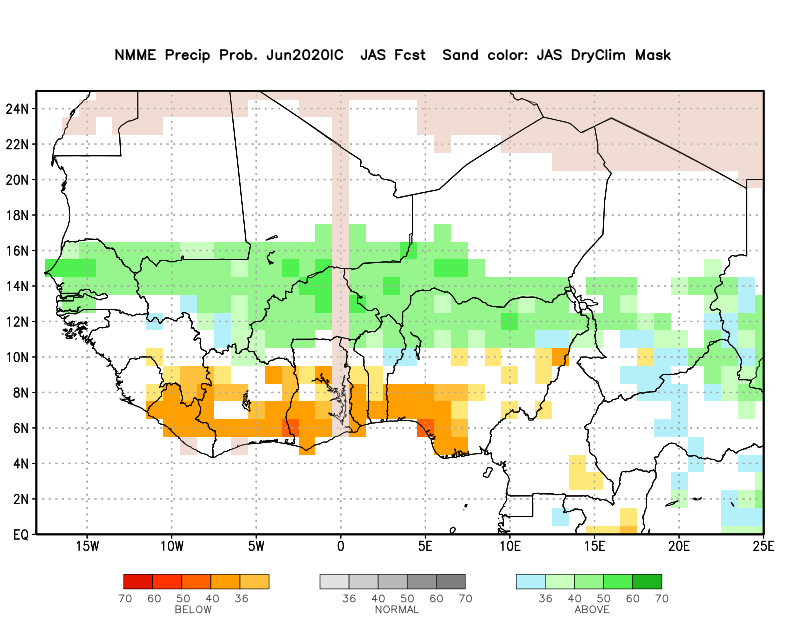 NMME Precip Prob. Jun2020IC JAS Fcst Sand color: JAS DryClim Mask
24N
22N
20N
18N
16N
14N
12N
10N
8N
6N
4N
2N
EQ
15W 10W 5W 0 5E 10E 15E 20E 25E
70 60 50 40 36 36 40 50 60 70 36 40 50 60 70
BELOW NORMAL ABOVE